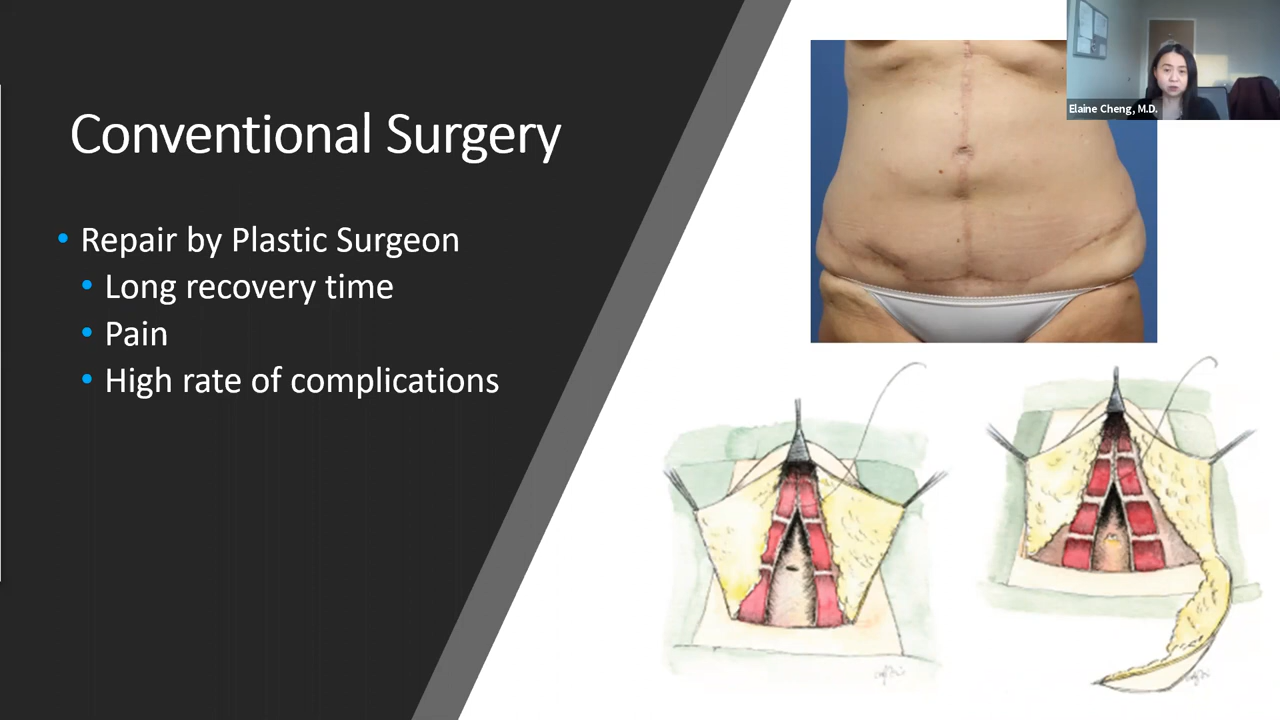 Conventional Surgery
Repair by Plastic Surgeon
Long recovery time
Pain
High rate of complications
Elaine Cheng, M.D.